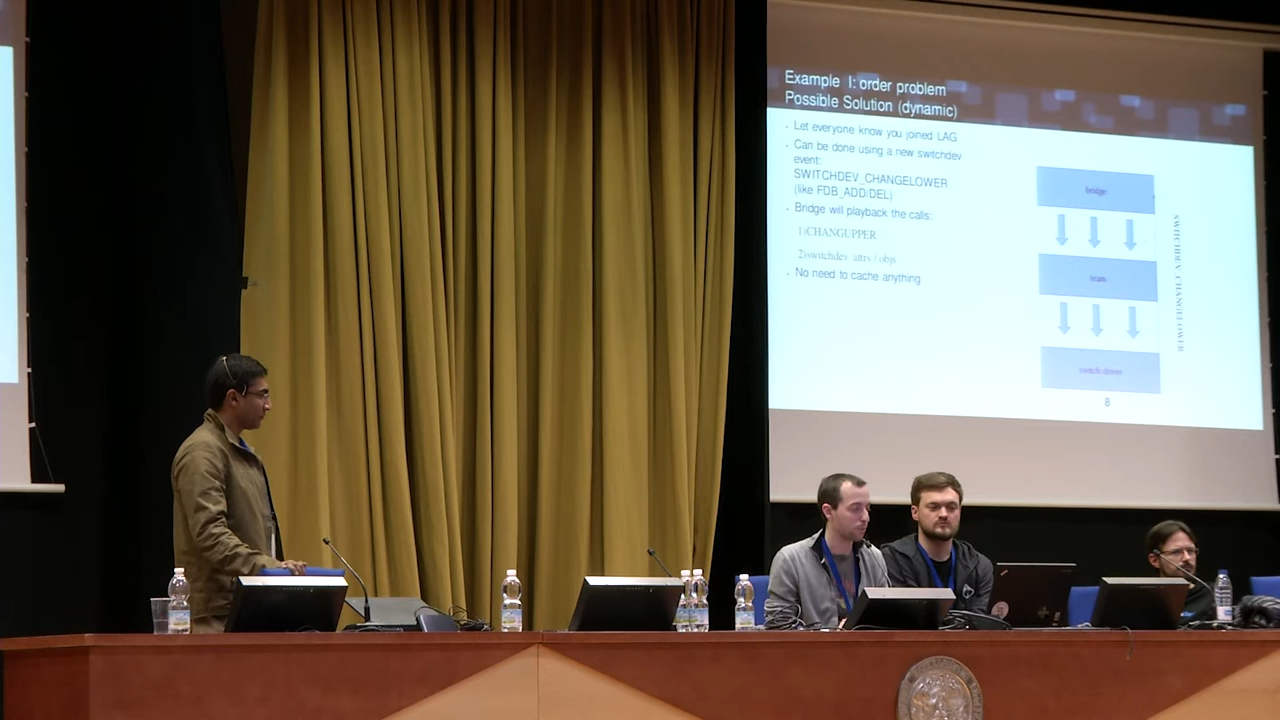 Example I: order problem
Possible Solution (dynamic)
. Let everyone know you joined LAG
. Can be done using a new switchdev
event:
SWITCHDEV_CHANGELOWER
(like FDB_ADD/DEL)
. Bridge will playback the calls:
1)CHANGUPPER
2)switchdev attrs / objs
. No need to cache anything
bridge
team
switch driver
SWITCHDEV_CHANGELOWER
8